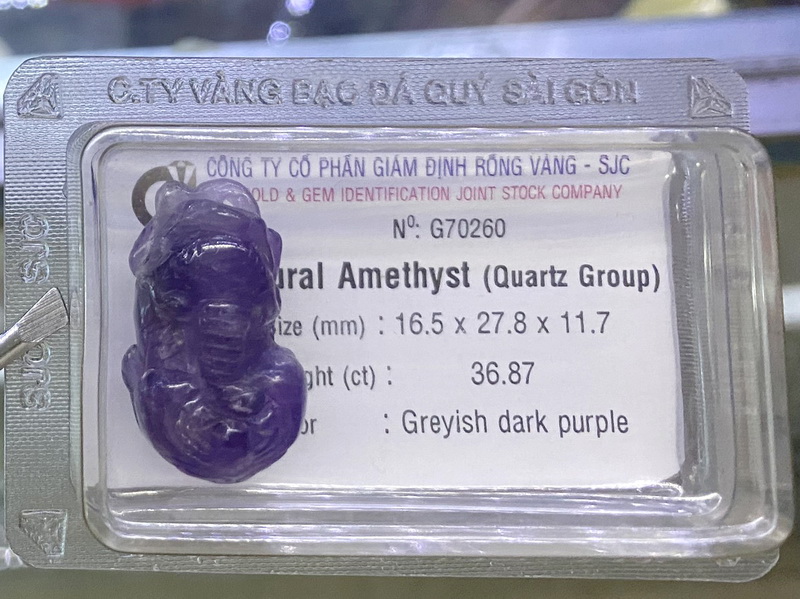 C.TY VÀNG BẠC ĐÁ QUÝ SÀI GÒN
CÔNG TY CỔ PHẦN GIÁM ĐỊNH RỒNG VÀNG - SJC
OLD & GEM IDENTIFICATION JOINT STOCK COMPANY
Nº: G70260
ural Amethyst (Quartz Group)
ize (mm) : 16.5 x 27.8 x 11.7
ght (ct) : 36.87
or : Greyish dark purple
SJC
SJC